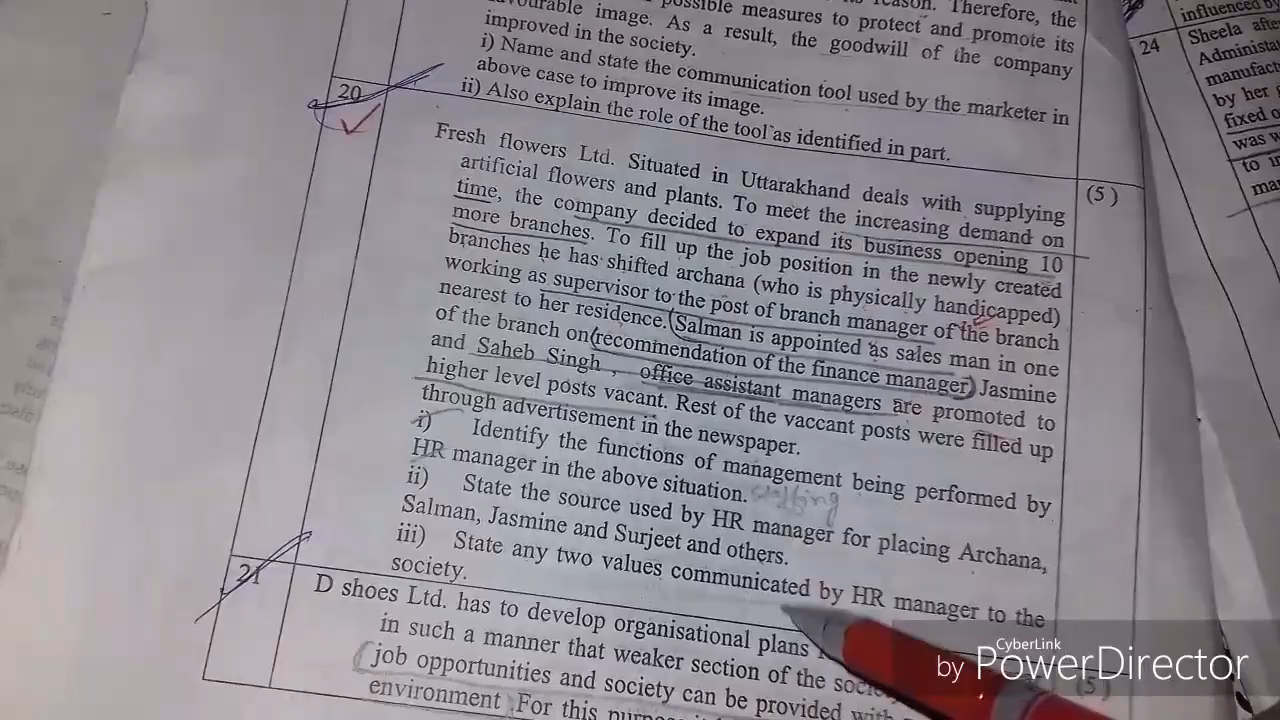 possible measures to protect and promote its
reason. Therefore, the
favourable image. As a result, the goodwill of the company
improved in the society.
i) Name and state the communication tool used by the marketer in
above case to improve its image.
ii) Also explain the role of the tool as identified in part.
20
Fresh flowers Ltd. Situated in Uttarakhand deals with supplying
artificial flowers and plants. To meet the increasing demand on
time, the company decided to expand its business opening 10
more branches. To fill up the job position in the newly created
branches he has shifted archana (who is physically handicapped)
working as supervisor to the post of branch manager of the branch
nearest to her residence. (Salman is appointed as sales man in one
of the branch on (recommendation of the finance manager) Jasmine
and Saheb Singh , office assistant managers are promoted to
higher level posts vacant. Rest of the vaccant posts were filled up
through advertisement in the newspaper.
i) Identify the functions of management being performed by
HR manager in the above situation. staffing
ii) State the source used by HR manager for placing Archana,
Salman, Jasmine and Surjeet and others.
iii) State any two values communicated by HR manager to the
society.
(5)
21
D shoes Ltd. has to develop organisational plans
in such a manner that weaker section of the
job opportunities and society can be provided with
environment For this
(5)
24
influenced by
Sheela
by her
fixed
was
to
CyberLink
by PowerDirector